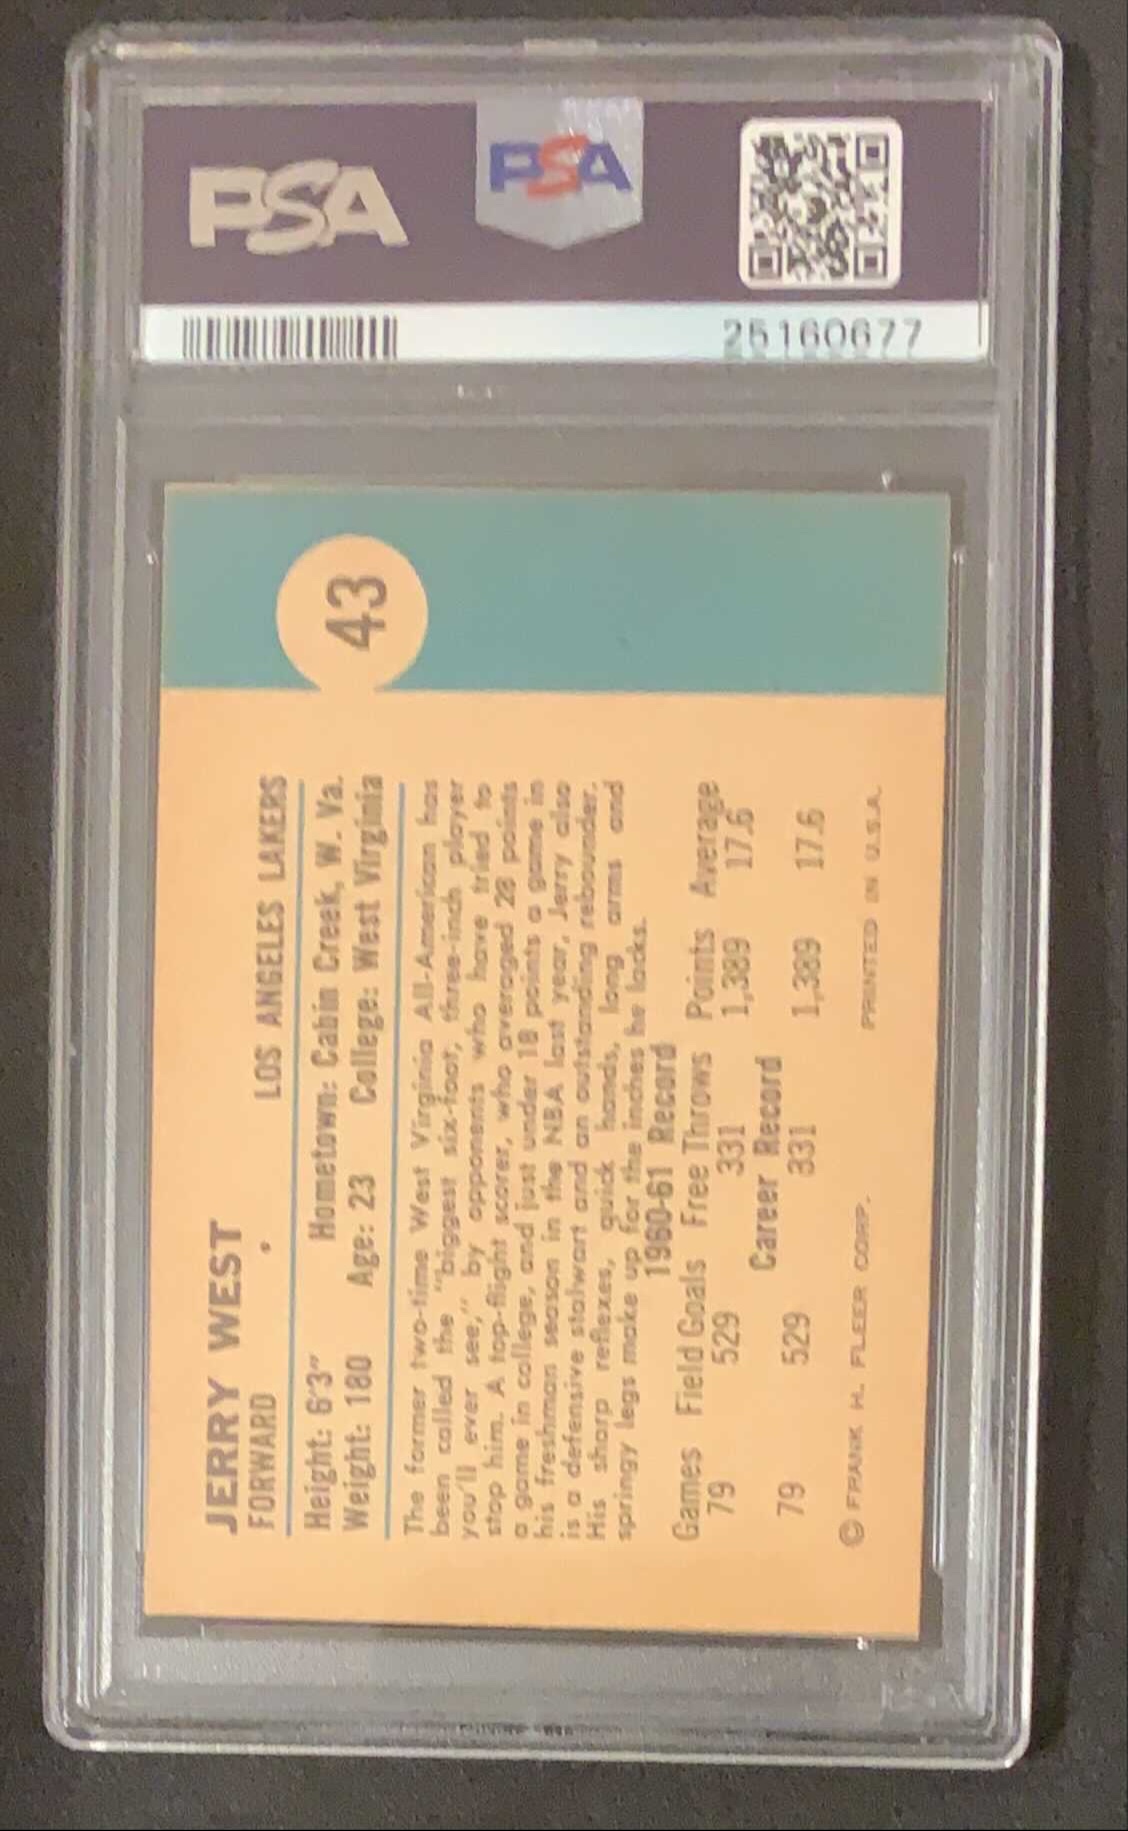 PSA
PSA
25160677
43
JERRY WEST
FORWARD • LOS ANGELES LAKERS
Height: 6'3" Hometown: Cabin Creek, W. Va.
Weight: 180 Age: 23 College: West Virginia
The former two-time West Virginia All-American has
been called the "biggest six-foot, three-inch player
you'll ever see," by opponents who have tried to
stop him. A top-flight scorer, who averaged 28 points
a game in college, and just under 18 points a game in
his freshman season in the NBA last year, Jerry also
is a defensive stalwart and an outstanding rebounder.
His sharp reflexes, quick hands, long arms and
springy legs make up for the inches he lacks.
1960-61 Record
Games Field Goals Free Throws Points Average
79 529 331 1,389 17.6
Career Record
79 529 331 1,389 17.6
© FRANK H. FLEER CORP. PRINTED IN U.S.A.